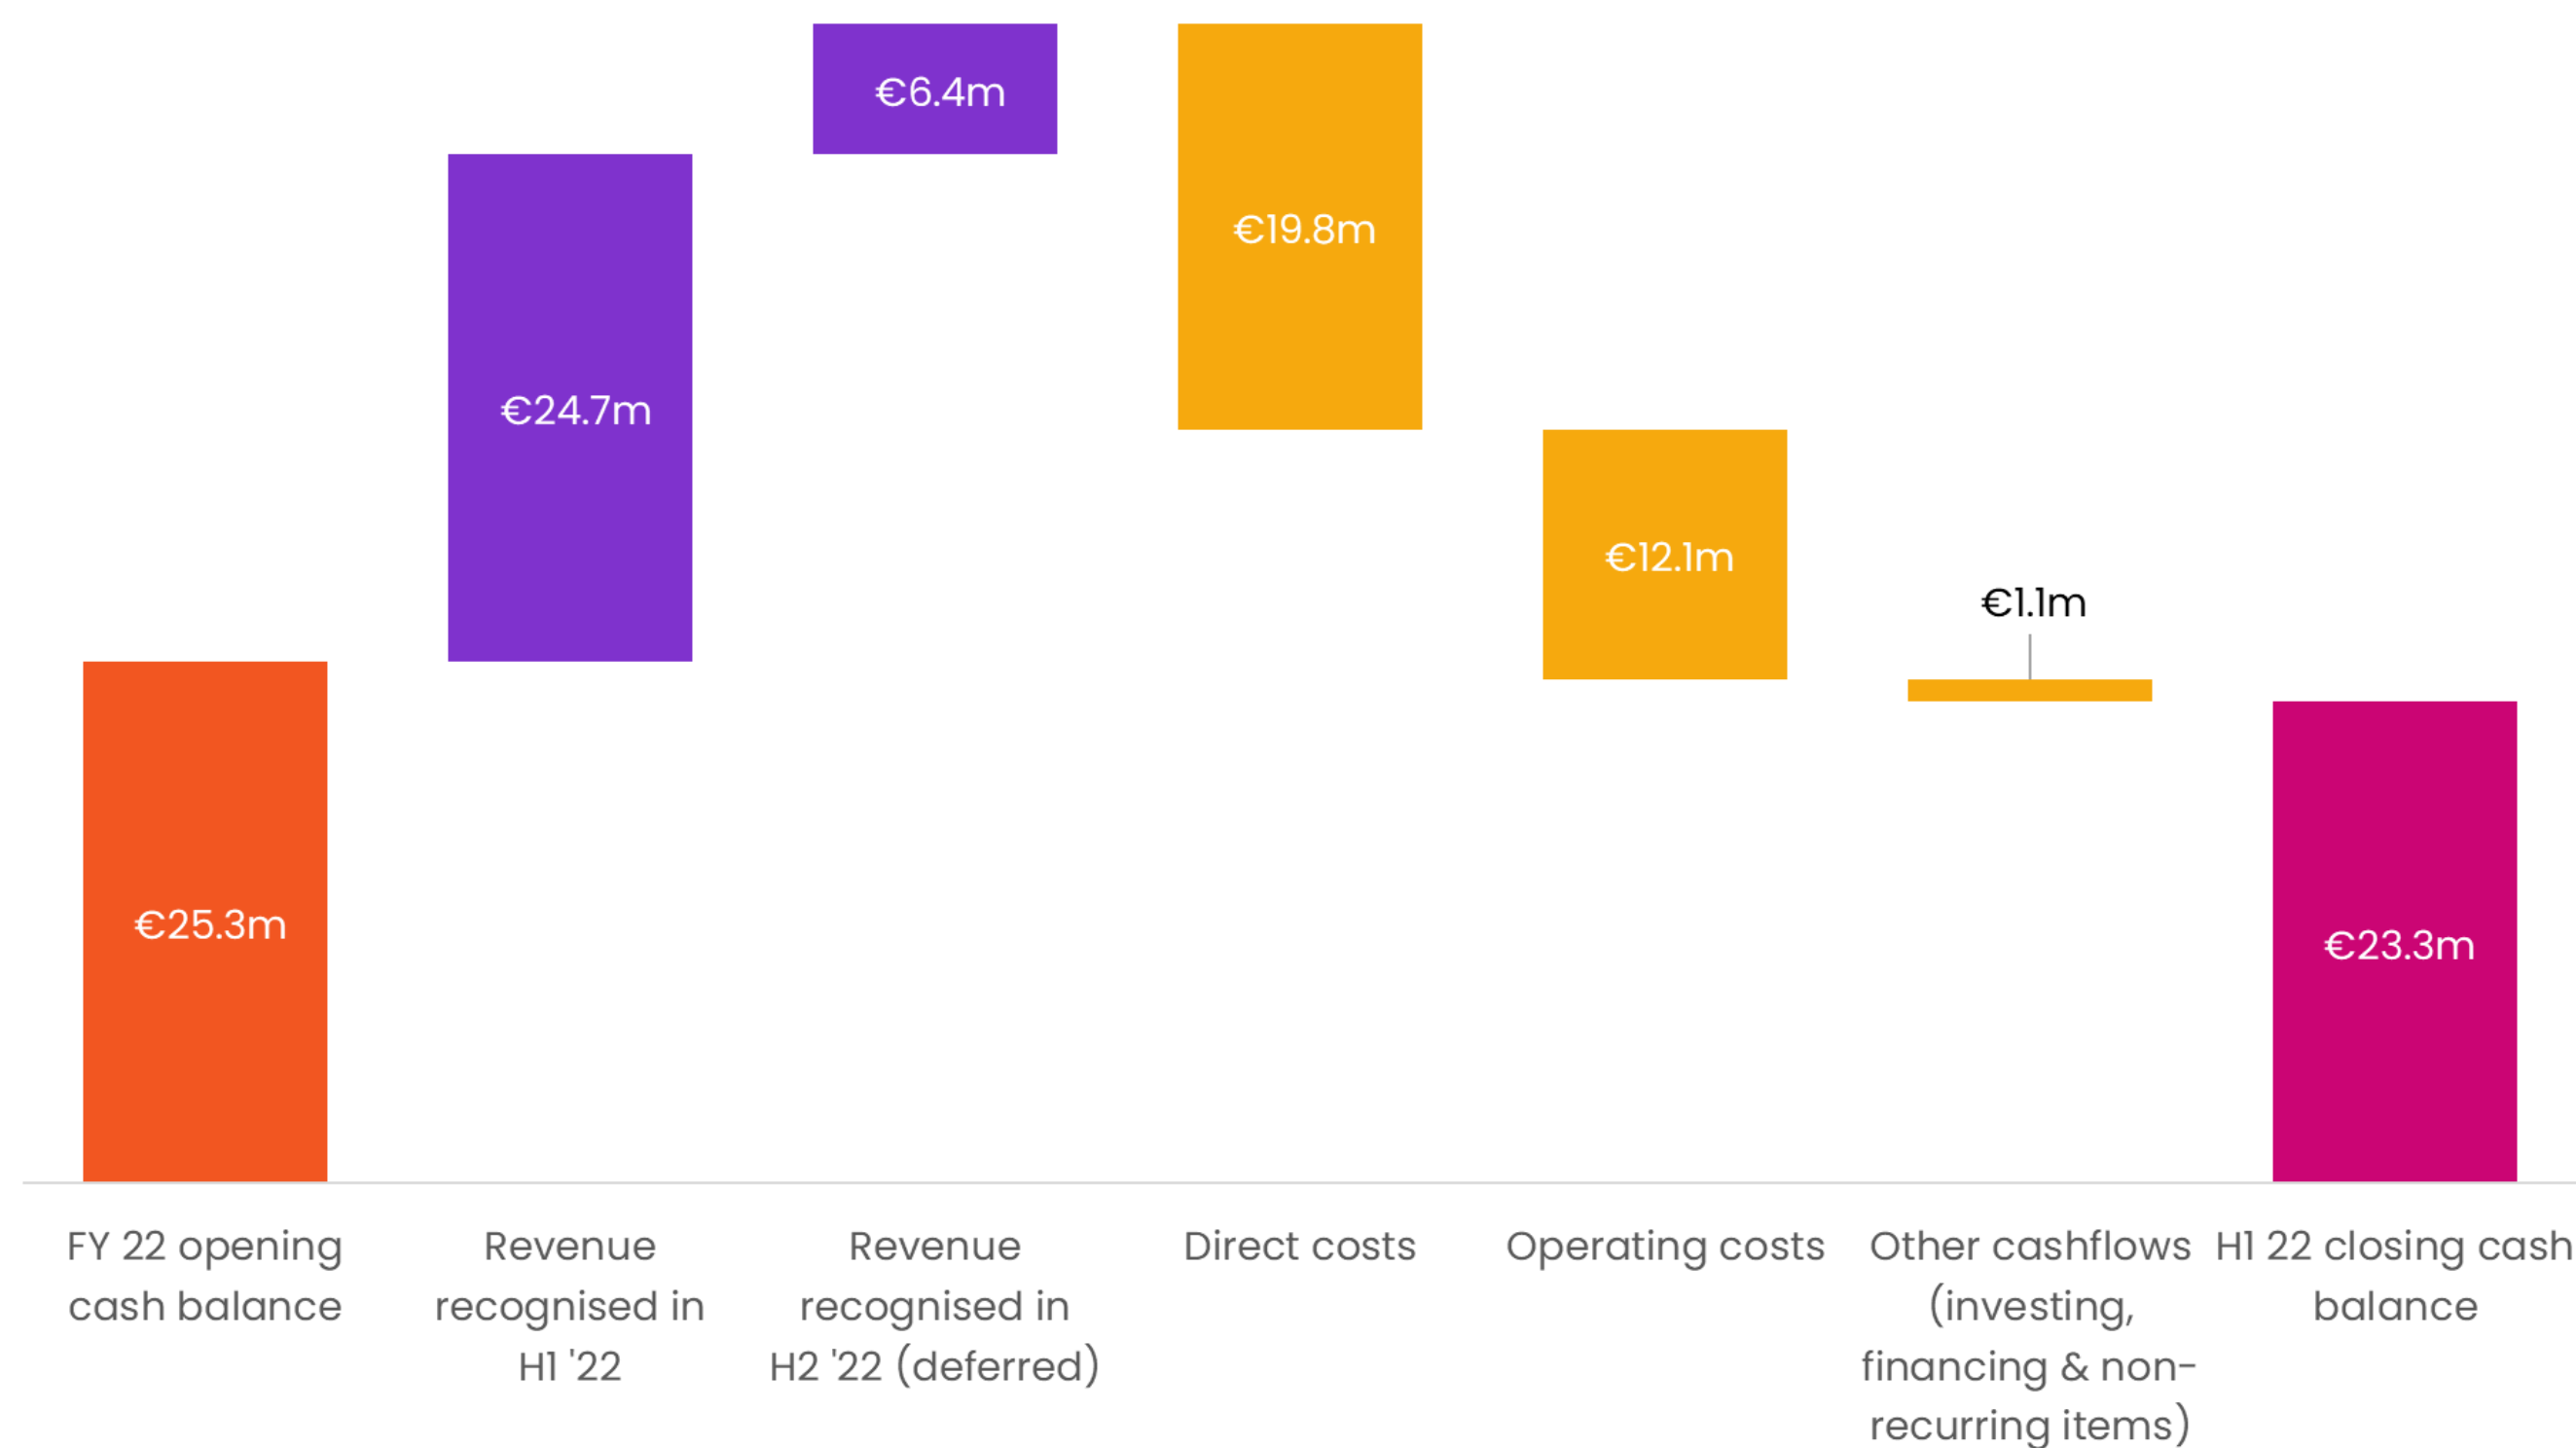 €6.4m
€19.8m
€24.7m
€12.1m
€1.1m
€25.3m
€23.3m
FY 22 opening
cash balance
Revenue
recognised in
H1 '22
Revenue
recognised in
H2 '22 (deferred)
Direct costs
Operating costs
Other cashflows
(investing,
financing & non-
recurring items)
H1 22 closing cash
balance